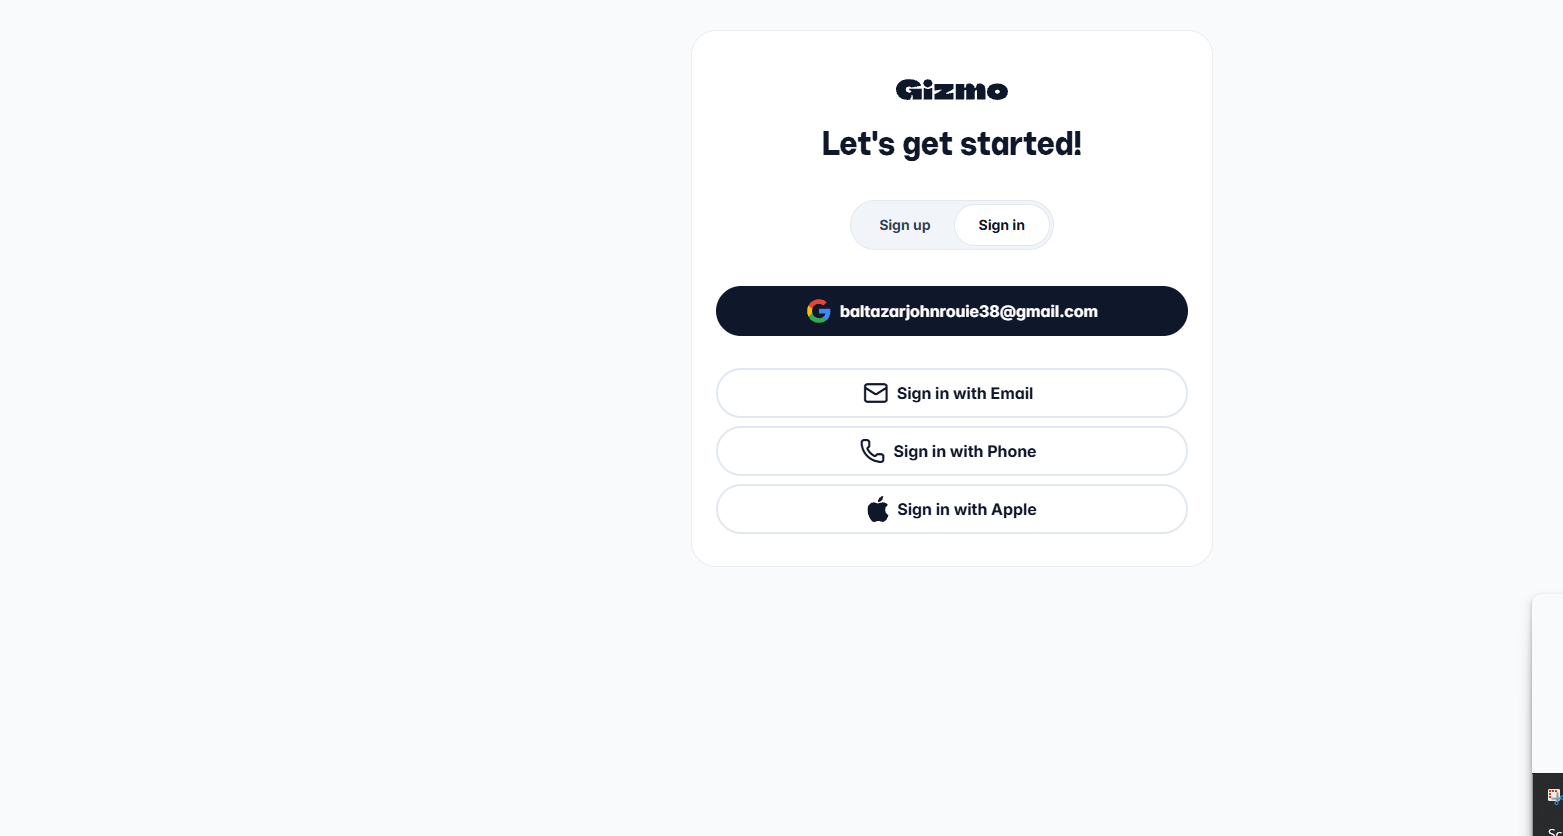 Gizmo
Let's get started!
Sign up
Sign in
baltazarjohnrouie38@gmail.com
Sign in with Email
Sign in with Phone
Sign in with Apple